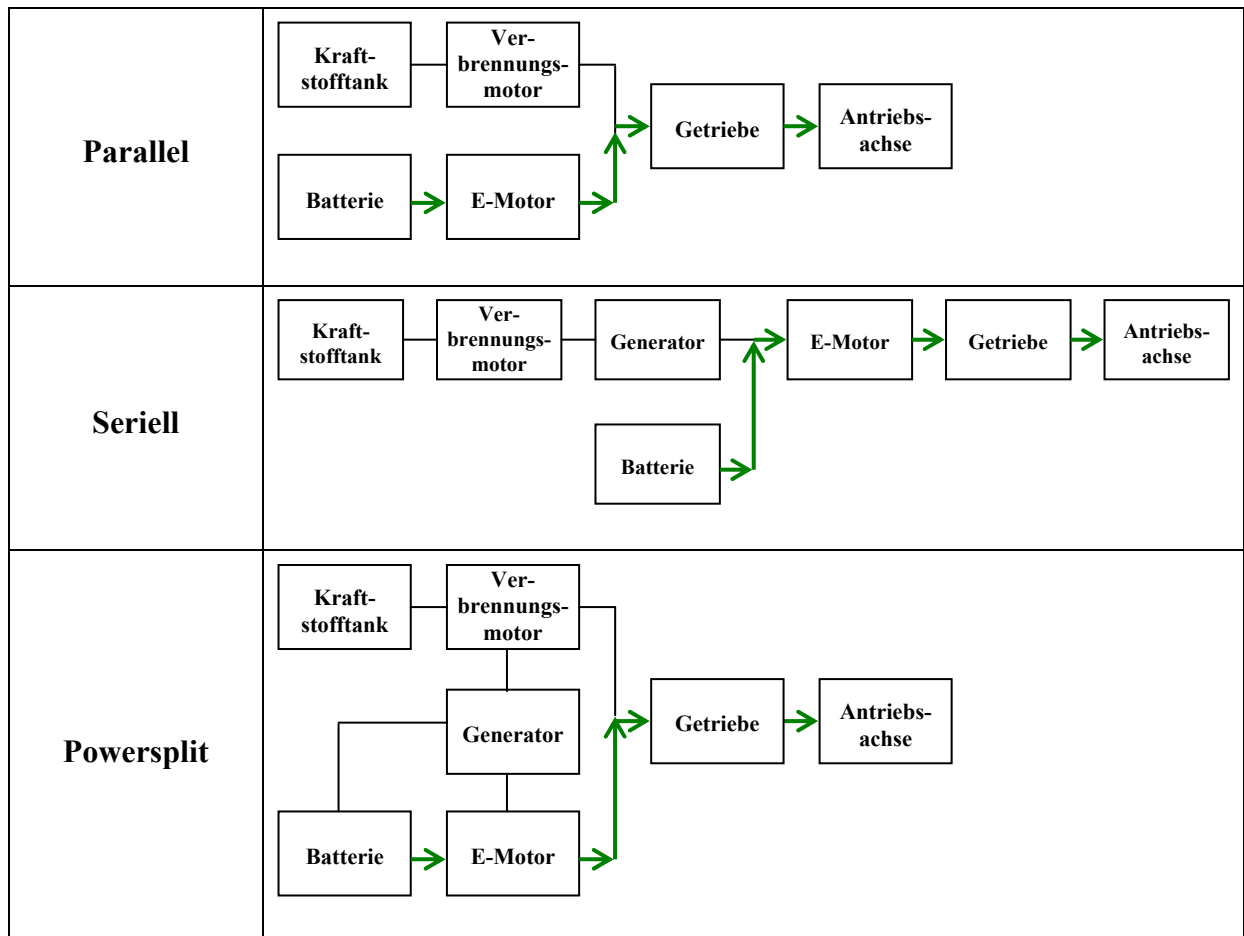 Parallel
Kraft-
stofftank
Ver-
brennungs-
motor
Getriebe
Antriebs-
achse
Batterie
E-Motor
Seriell
Kraft-
stofftank
Ver-
brennungs-
motor
Generator
E-Motor
Getriebe
Antriebs-
achse
Batterie
Powersplit
Kraft-
stofftank
Ver-
brennungs-
motor
Generator
Getriebe
Antriebs-
achse
Batterie
E-Motor